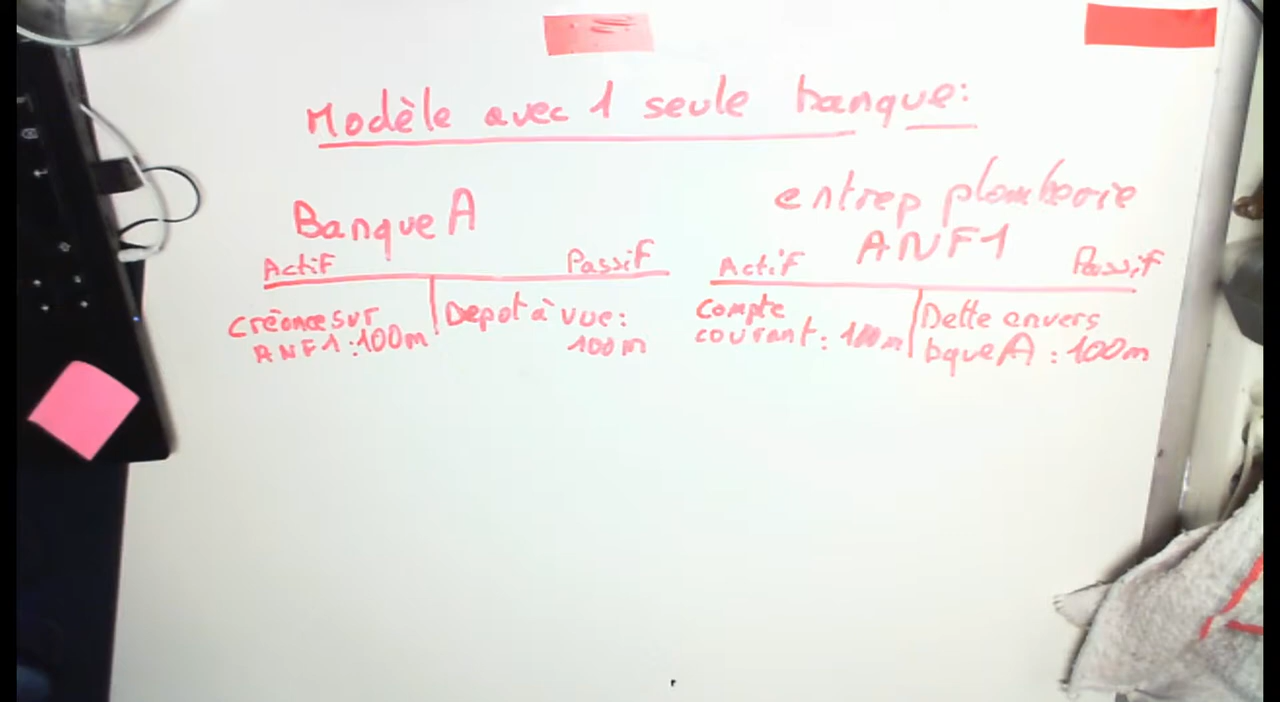 Modèle avec 1 seule banque:
Banque A
Actif Passif
Créance sur
ANF1:100m
Depot à vue:
100m
entrep plomberie
ANF1
Actif Passif
Compte
courant: 100m
Dette envers
bque A: 100m